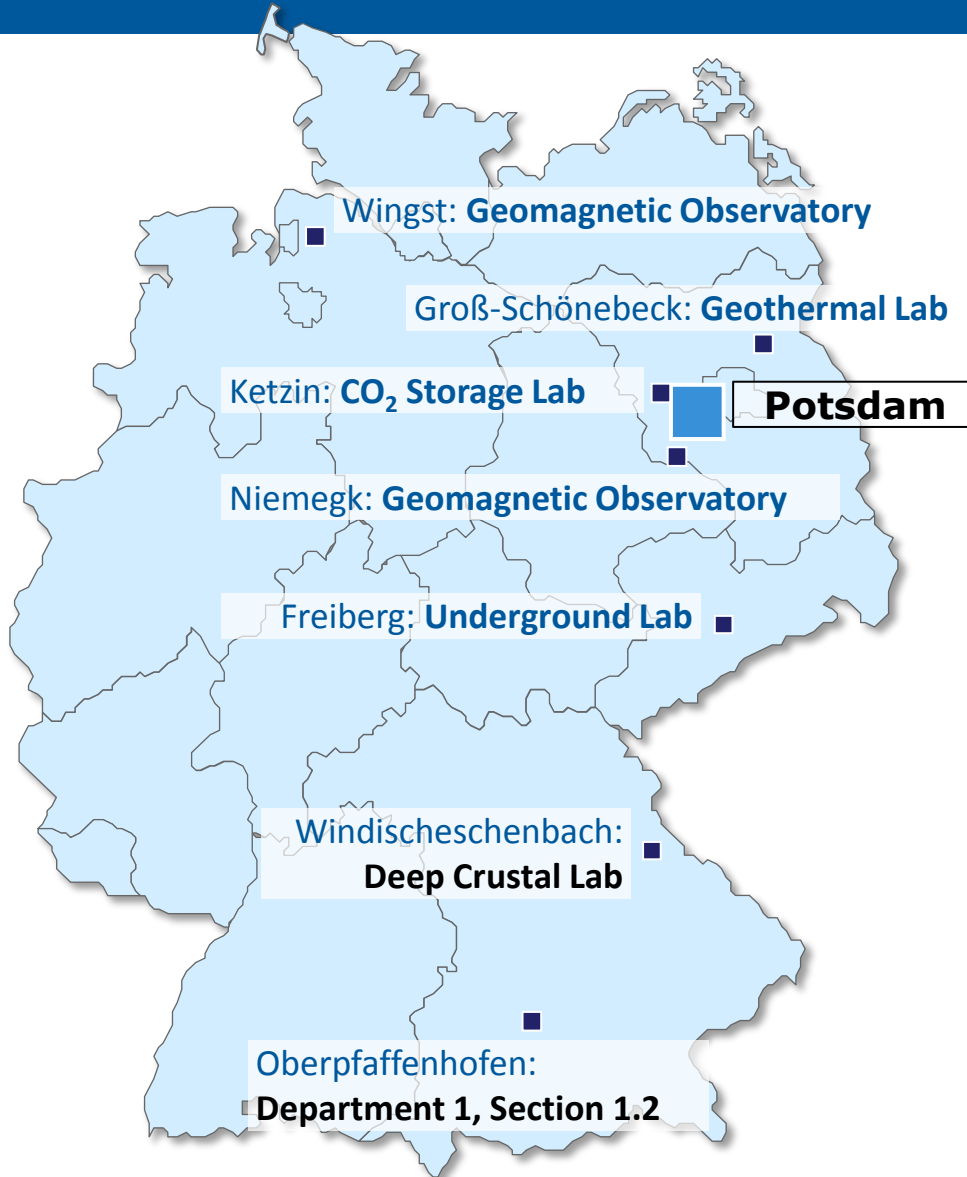 Wingst: Geomagnetic Observatory
Groß-Schönebeck: Geothermal Lab
Ketzin: CO₂ Storage Lab
Potsdam
Niemegk: Geomagnetic Observatory
Freiberg: Underground Lab
Windischeschenbach:
Deep Crustal Lab
Oberpfaffenhofen:
Department 1, Section 1.2